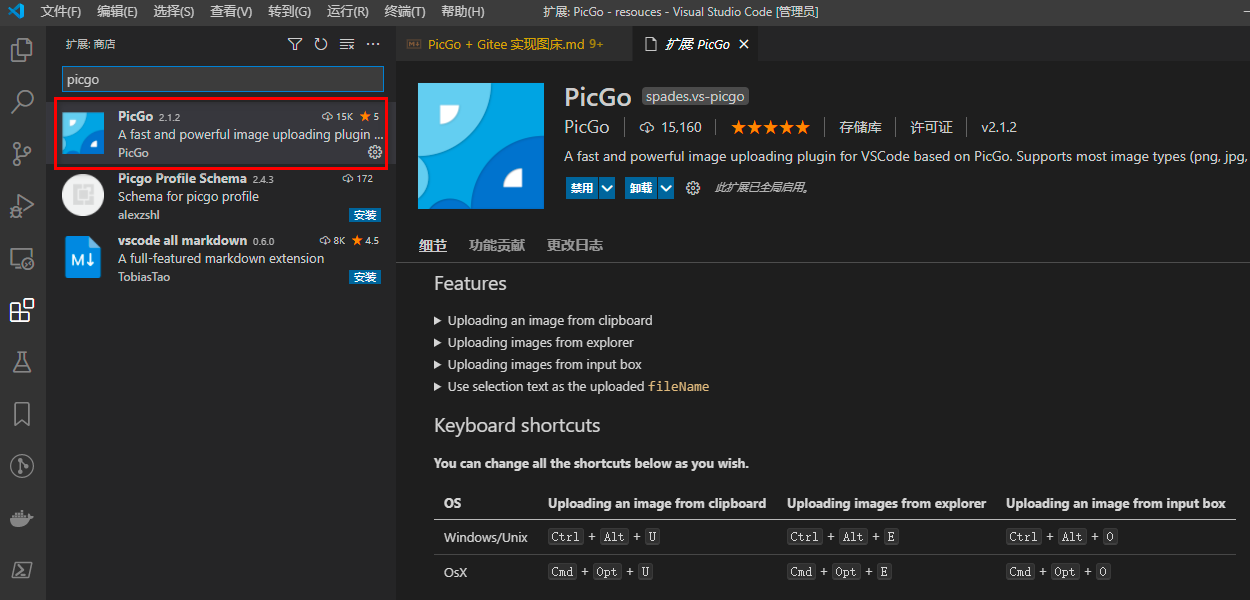 文件(F) 编辑(E) 选择(S) 查看(V) 转到(G) 运行(R) 终端(T) 帮助(H) 扩展: PicGo - resouces - Visual Studio Code [管理员]
扩展: 商店
picgo
PicGo 2.1.2 15K 5
A fast and powerful image uploading plugin ...
PicGo
Picgo Profile Schema 2.4.3 172
Schema for picgo profile
alexzshl 安装
M↓
vscode all markdown 0.6.0 8K 4.5
A full-featured markdown extension
TobiasTao 安装
PicGo + Gitee 实现图床.md 9+ 扩展 PicGo
PicGo spades.vs-picgo
PicGo 15,160 存储库 许可证 v2.1.2
A fast and powerful image uploading plugin for VSCode based on PicGo. Supports most image types (png, jpg,
禁用 卸载 此扩展已全局启用。
细节 功能贡献 更改日志
Features
Uploading an image from clipboard
Uploading images from explorer
Uploading images from input box
Use selection text as the uploaded fileName
Keyboard shortcuts
You can change all the shortcuts below as you wish.
OS Uploading an image from clipboard Uploading images from explorer Uploading an image from input box
Windows/Unix Ctrl + Alt + U Ctrl + Alt + E Ctrl + Alt + O
OsX Cmd + Opt + U Cmd + Opt + E Cmd + Opt + O